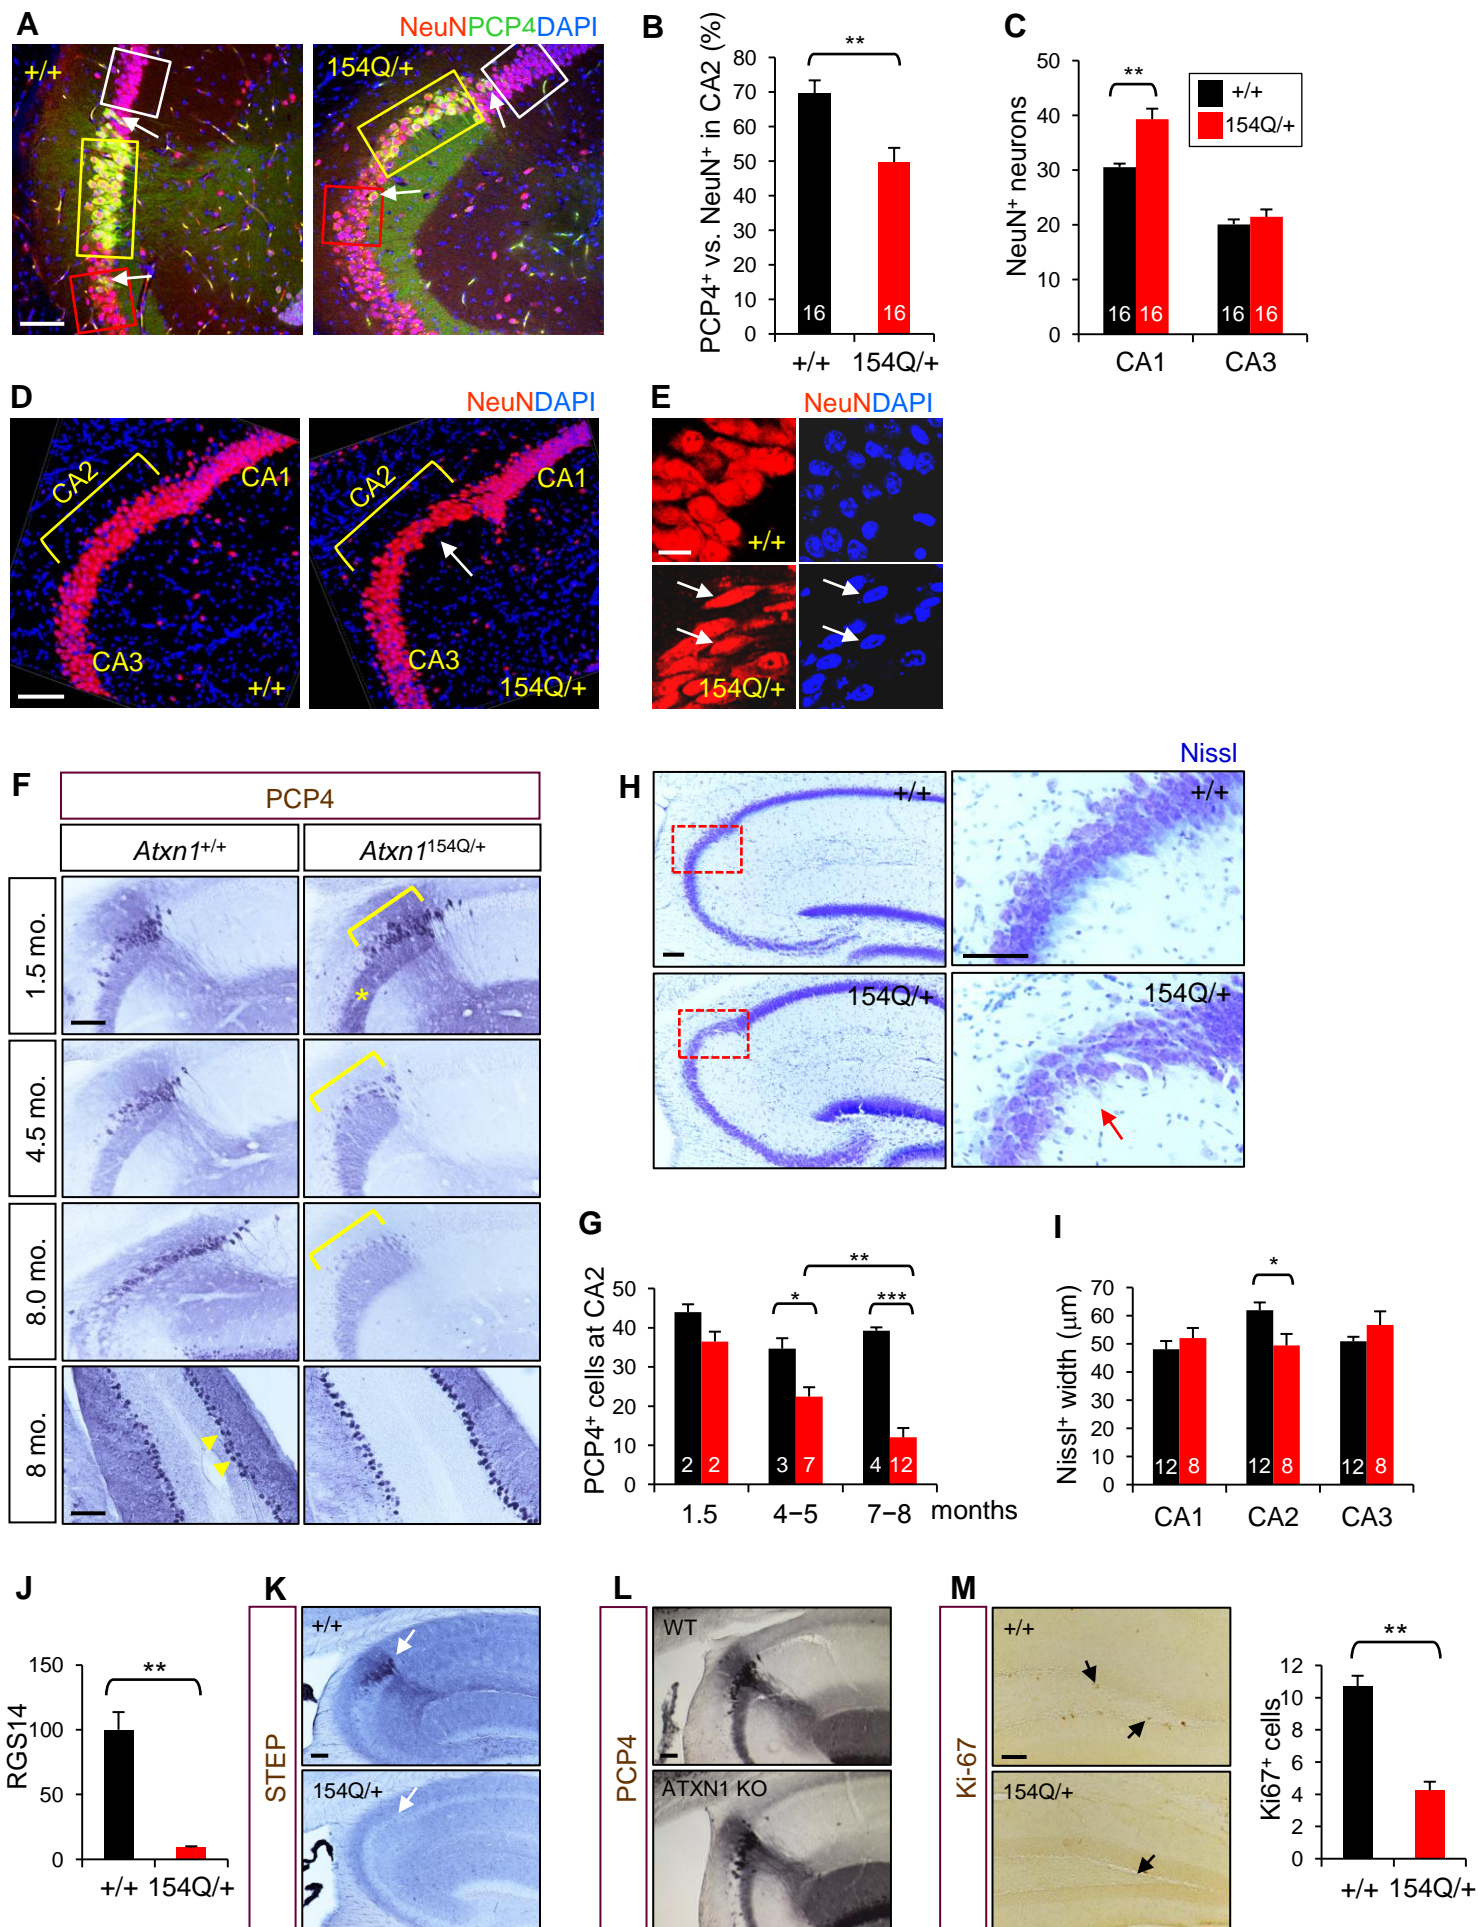 A
NeuNPCP4DAPI
+/+
154Q/+
B
PCP4+ vs. NeuN+ in CA2 (%)
80
70
60
50
40
30
20
10
0
**
16
16
+/+
154Q/+
C
NeuN+ neurons
50
40
30
20
10
0
**
+/+
154Q/+
16
16
16
16
CA1
CA3
D
NeuNDAPI
CA2
CA1
CA3
+/+
CA2
CA1
CA3
154Q/+
E
NeuNDAPI
+/+
154Q/+
F
PCP4
Atxn1+/+
Atxn1154Q/+
1.5 mo.
*
4.5 mo.
8.0 mo.
8 mo.
G
PCP4+ cells at CA2
50
40
30
20
10
0
*
**
***
2
2
3
7
4
12
1.5
4−5
7−8
months
H
Nissl
+/+
+/+
154Q/+
154Q/+
I
Nissl+ width (μm)
70
60
50
40
30
20
10
0
*
12
8
12
8
12
8
CA1
CA2
CA3
J
RGS14
150
100
50
0
**
+/+
154Q/+
K
STEP
+/+
154Q/+
L
PCP4
WT
ATXN1 KO
M
Ki-67
+/+
154Q/+
Ki67+ cells
12
10
8
6
4
2
0
**
+/+
154Q/+